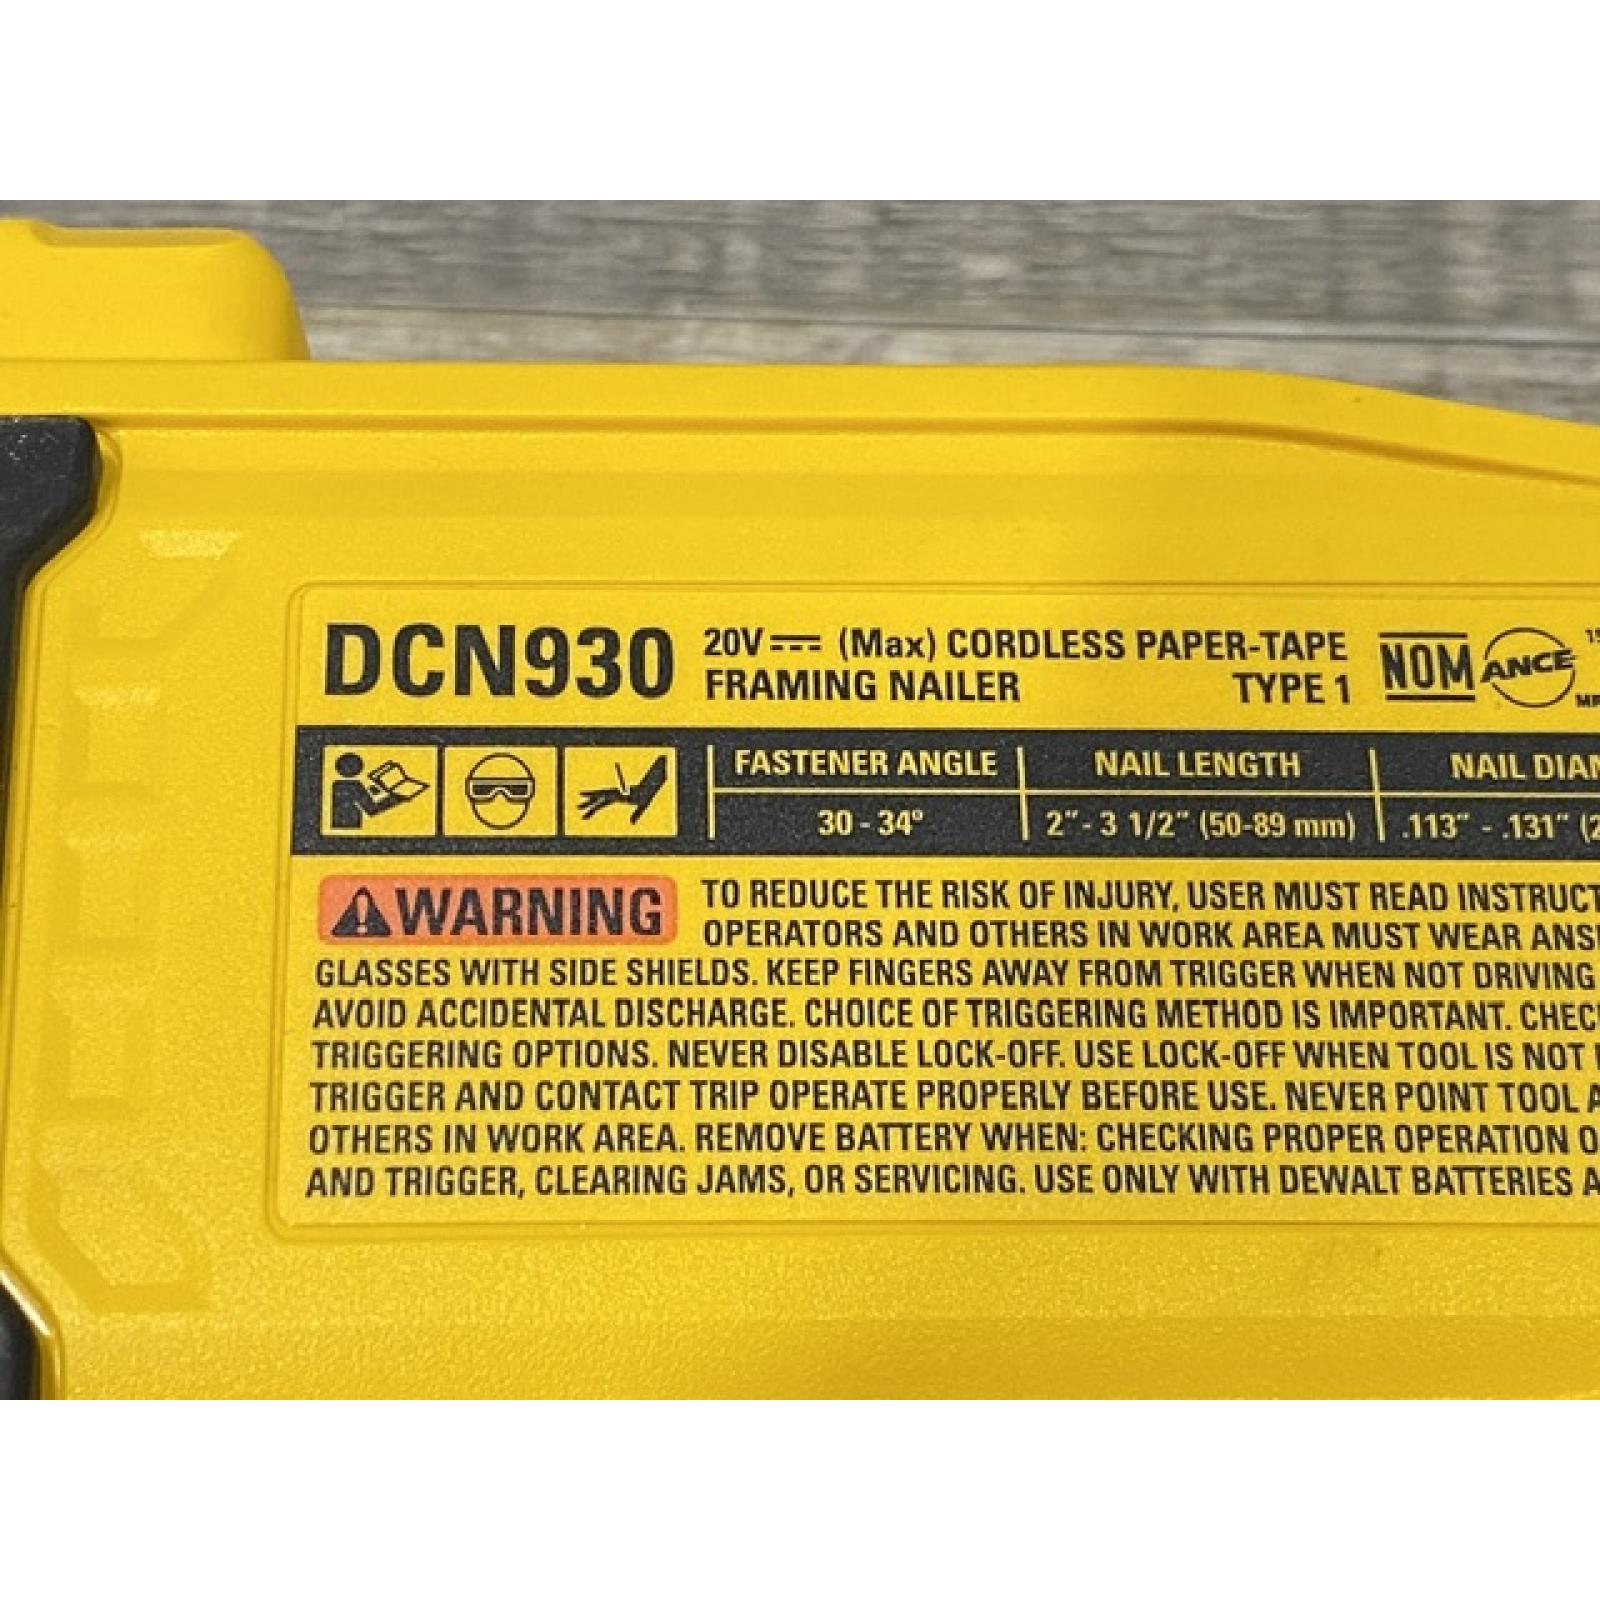 DCN930 20V (Max) CORDLESS PAPER-TAPE
FRAMING NAILER TYPE 1
NOM ANCE
FASTENER ANGLE NAIL LENGTH NAIL
30 - 34° 2" - 3 1/2" (50-89 mm) .113" - .131"
WARNING TO REDUCE THE RISK OF INJURY, USER MUST READ
OPERATORS AND OTHERS IN WORK AREA MUST WEAR
GLASSES WITH SIDE SHIELDS. KEEP FINGERS AWAY FROM TRIGGER WHEN NOT DRIVING
AVOID ACCIDENTAL DISCHARGE. CHOICE OF TRIGGERING METHOD IS IMPORTANT.
TRIGGERING OPTIONS. NEVER DISABLE LOCK-OFF. USE LOCK-OFF WHEN TOOL IS NOT
TRIGGER AND CONTACT TRIP OPERATE PROPERLY BEFORE USE. NEVER POINT TOOL
OTHERS IN WORK AREA. REMOVE BATTERY WHEN: CHECKING PROPER OPERATION
AND TRIGGER, CLEARING JAMS, OR SERVICING. USE ONLY WITH DEWALT BATTERIES